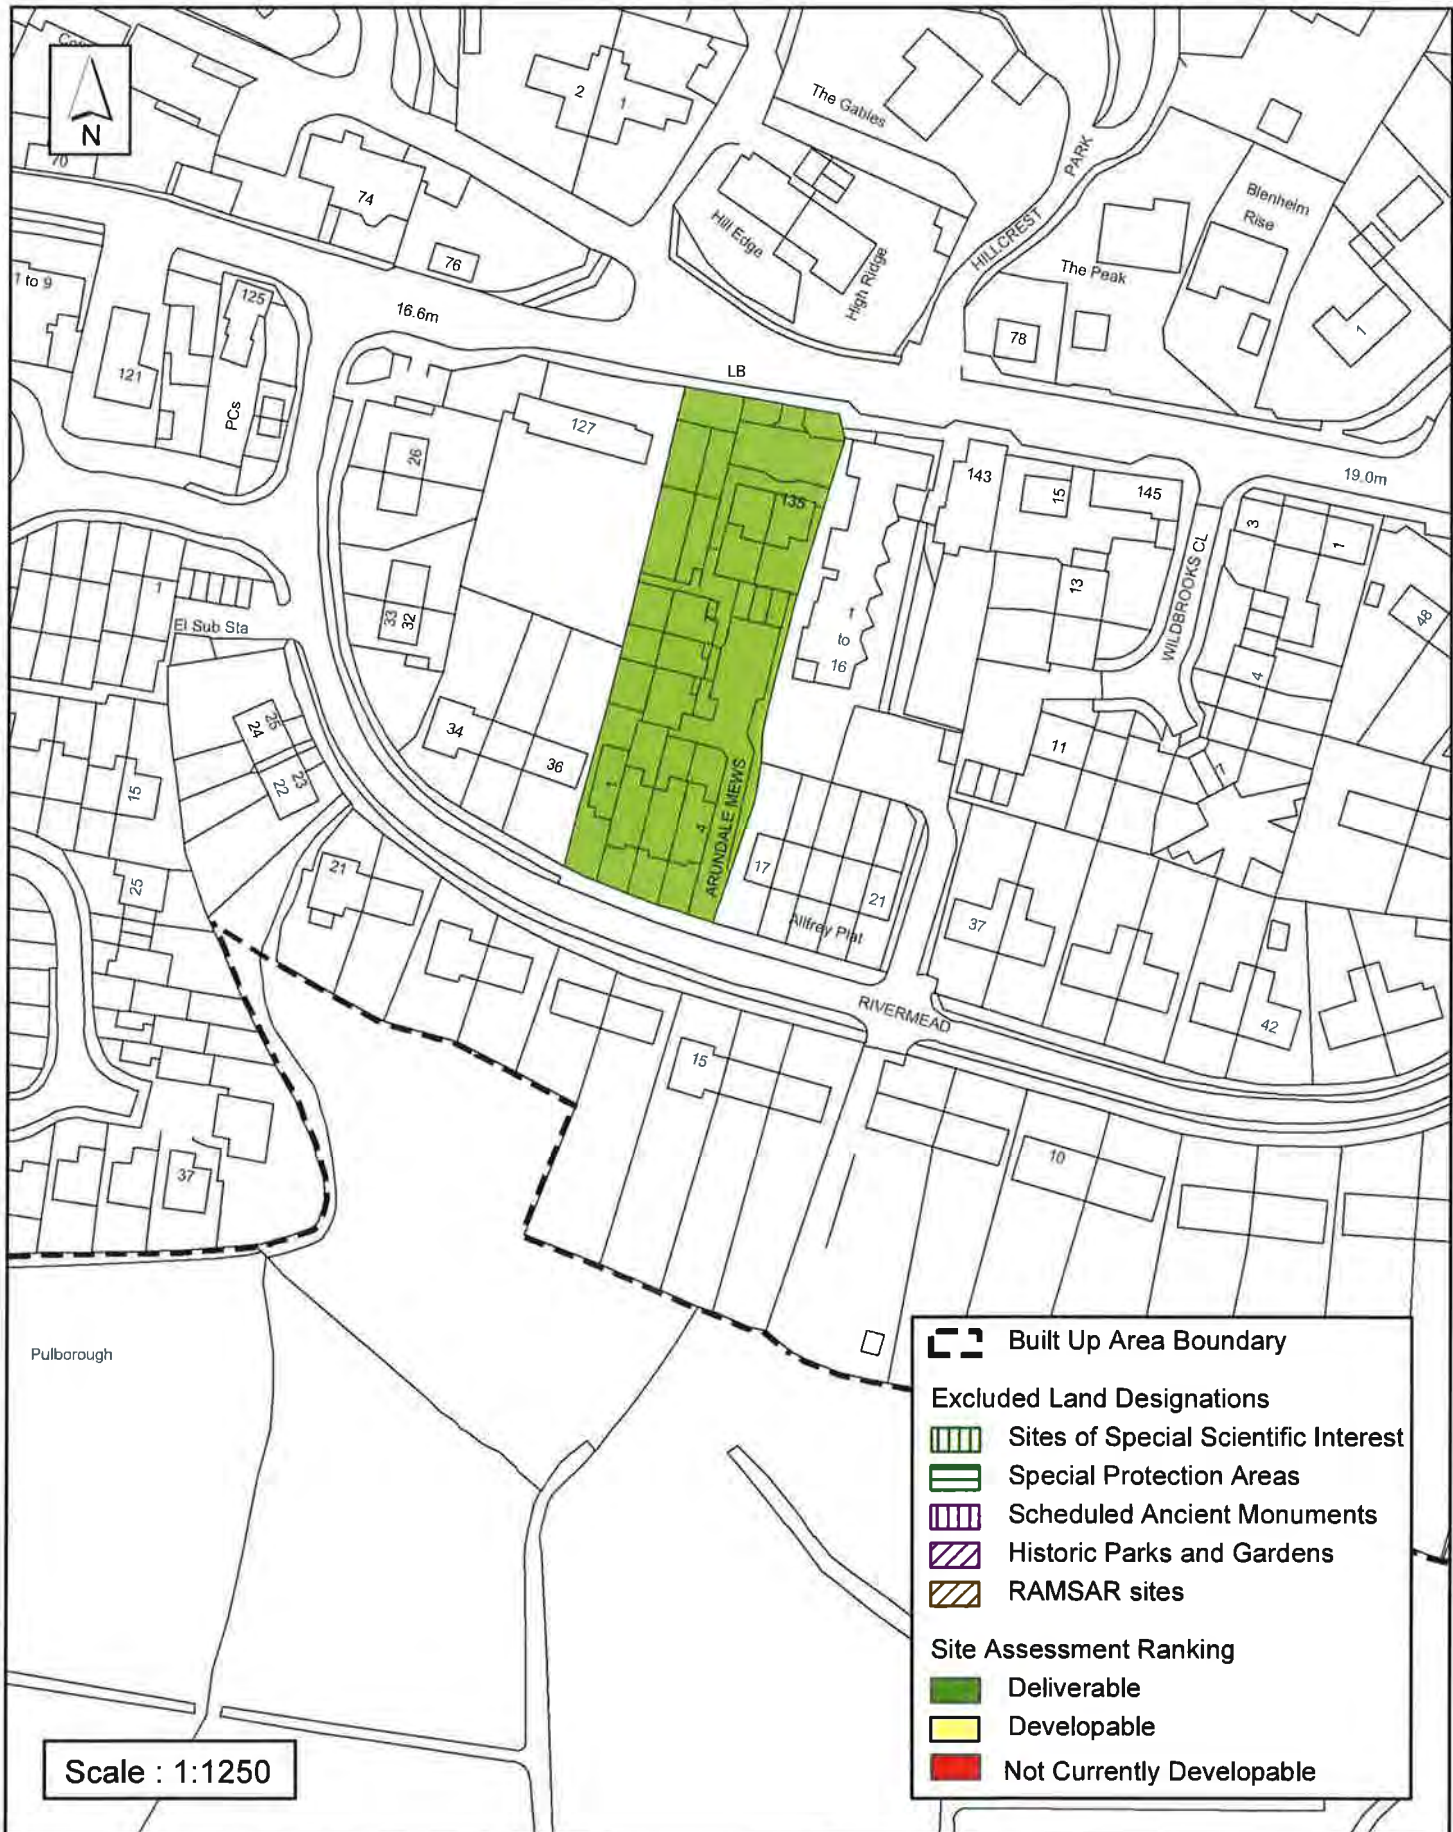 N
70
74
76
2
1
The Gables
PARK
HILLCREST
Hill Edge
High Ridge
The Peak
Blenheim
Rise
1
78
1 to 9
125
121
PCs
16.6m
LB
19.0m
127
26
135
143
15
145
3
1
13
WILDBROOKS CL
48
4
33
32
1
to
16
1
El Sub Sta
25
24
23
22
34
36
11
7
15
1
4
ARUNDALE MEWS
17
21
Allfrey Plat
21
25
37
42
RIVERMEAD
15
10
37
Pulborough
Built Up Area Boundary
Excluded Land Designations
Sites of Special Scientific Interest
Special Protection Areas
Scheduled Ancient Monuments
Historic Parks and Gardens
RAMSAR sites
Site Assessment Ranking
Deliverable
Developable
Not Currently Developable
Scale : 1:1250